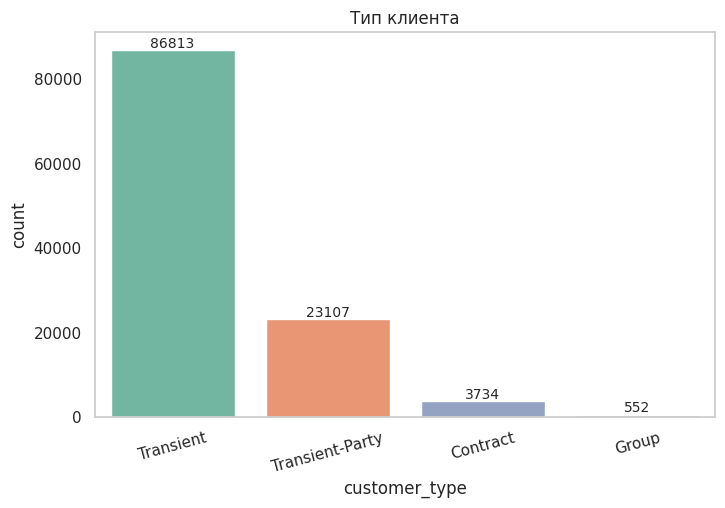 Тип клиента
86813
80000
60000
count
40000
23107
20000
3734
552
0
Transient
Transient-Party
Contract
Group
customer_type